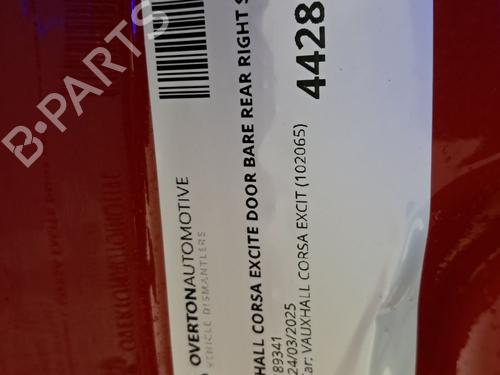 B-PARTS
OVERTONAUTOMOTIVE
VEHICLE DISMANTLERS
HALL CORSA EXCITE DOOR BARE REAR RIGHT S
89341
24/03/2025
ar: VAUXHALL CORSA EXCIT (102065)
4428